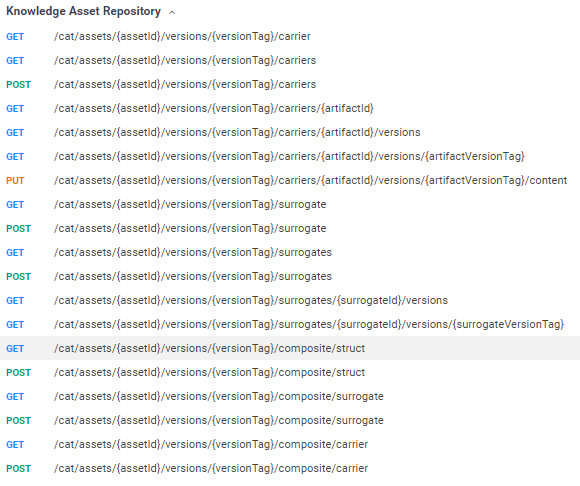 Knowledge Asset Repository
GET /cat/assets/{assetId}/versions/{versionTag}/carrier
GET /cat/assets/{assetId}/versions/{versionTag}/carriers
POST /cat/assets/{assetId}/versions/{versionTag}/carriers
GET /cat/assets/{assetId}/versions/{versionTag}/carriers/{artifactId}
GET /cat/assets/{assetId}/versions/{versionTag}/carriers/{artifactId}/versions
GET /cat/assets/{assetId}/versions/{versionTag}/carriers/{artifactId}/versions/{artifactVersionTag}
PUT /cat/assets/{assetId}/versions/{versionTag}/carriers/{artifactId}/versions/{artifactVersionTag}/content
GET /cat/assets/{assetId}/versions/{versionTag}/surrogate
POST /cat/assets/{assetId}/versions/{versionTag}/surrogate
GET /cat/assets/{assetId}/versions/{versionTag}/surrogates
POST /cat/assets/{assetId}/versions/{versionTag}/surrogates
GET /cat/assets/{assetId}/versions/{versionTag}/surrogates/{surrogateId}/versions
GET /cat/assets/{assetId}/versions/{versionTag}/surrogates/{surrogateId}/versions/{surrogateVersionTag}
GET /cat/assets/{assetId}/versions/{versionTag}/composite/struct
POST /cat/assets/{assetId}/versions/{versionTag}/composite/struct
GET /cat/assets/{assetId}/versions/{versionTag}/composite/surrogate
POST /cat/assets/{assetId}/versions/{versionTag}/composite/surrogate
GET /cat/assets/{assetId}/versions/{versionTag}/composite/carrier
POST /cat/assets/{assetId}/versions/{versionTag}/composite/carrier